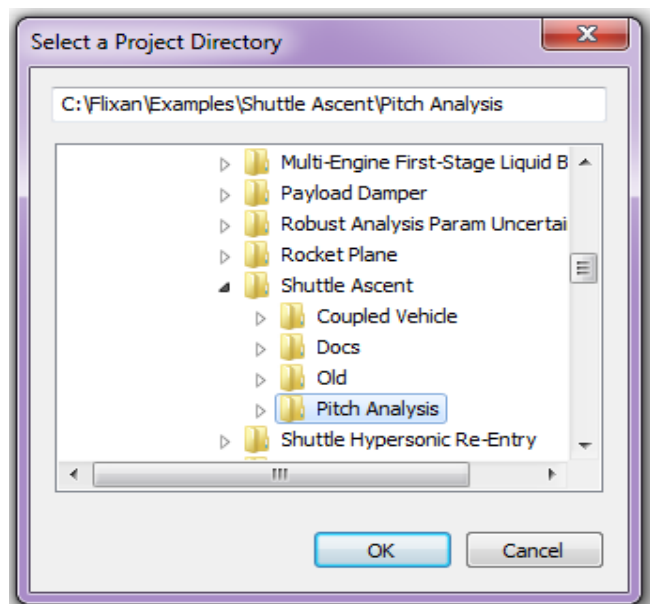 Select a Project Directory
C:\Flixan\Examples\Shuttle Ascent\Pitch Analysis
Multi-Engine First-Stage Liquid B
Payload Damper
Robust Analysis Param Uncertai
Rocket Plane
Shuttle Ascent
Coupled Vehicle
Docs
Old
Pitch Analysis
Shuttle Hypersonic Re-Entry
OK Cancel